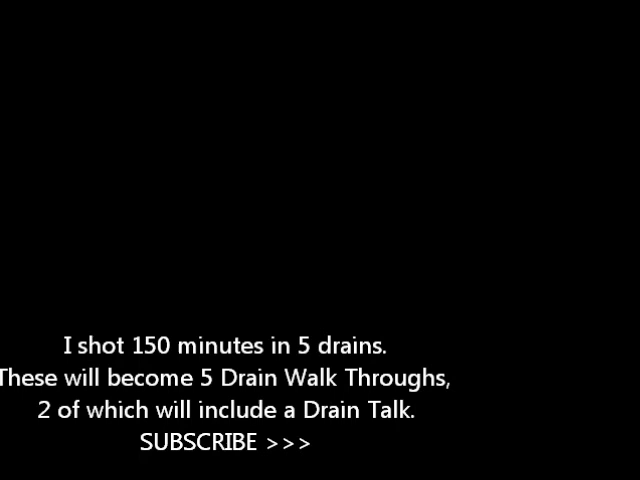 I shot 150 minutes in 5 drains.
These will become 5 Drain Walk Throughs,
2 of which will include a Drain Talk.
SUBSCRIBE >>>